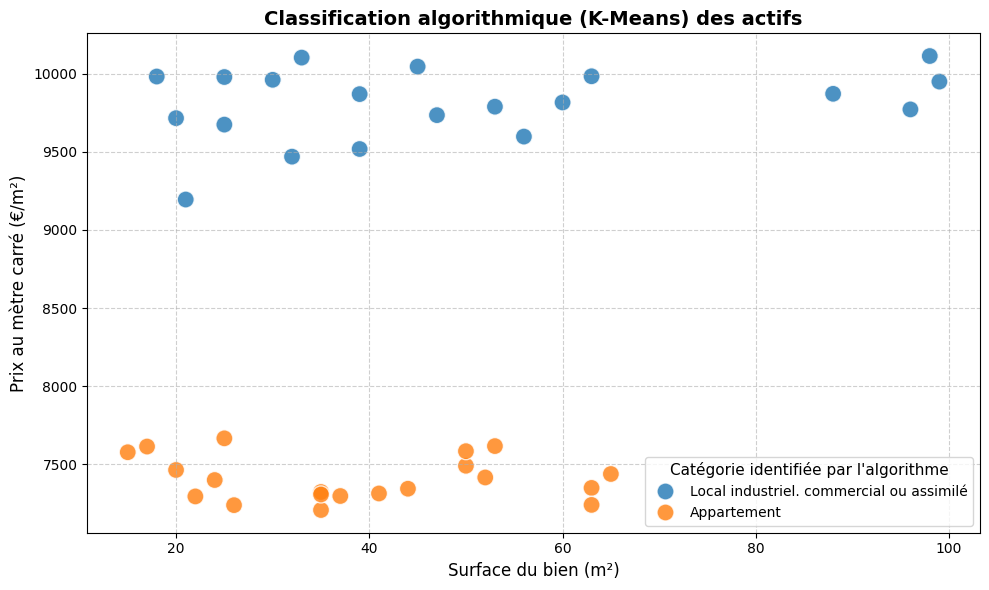 Classification algorithmique (K-Means) des actifs
Prix au mètre carré (€/m²)
10000
9500
9000
8500
8000
7500
Catégorie identifiée par l'algorithme
Local industriel. commercial ou assimilé
Appartement
20 40 60 80 100
Surface du bien (m²)